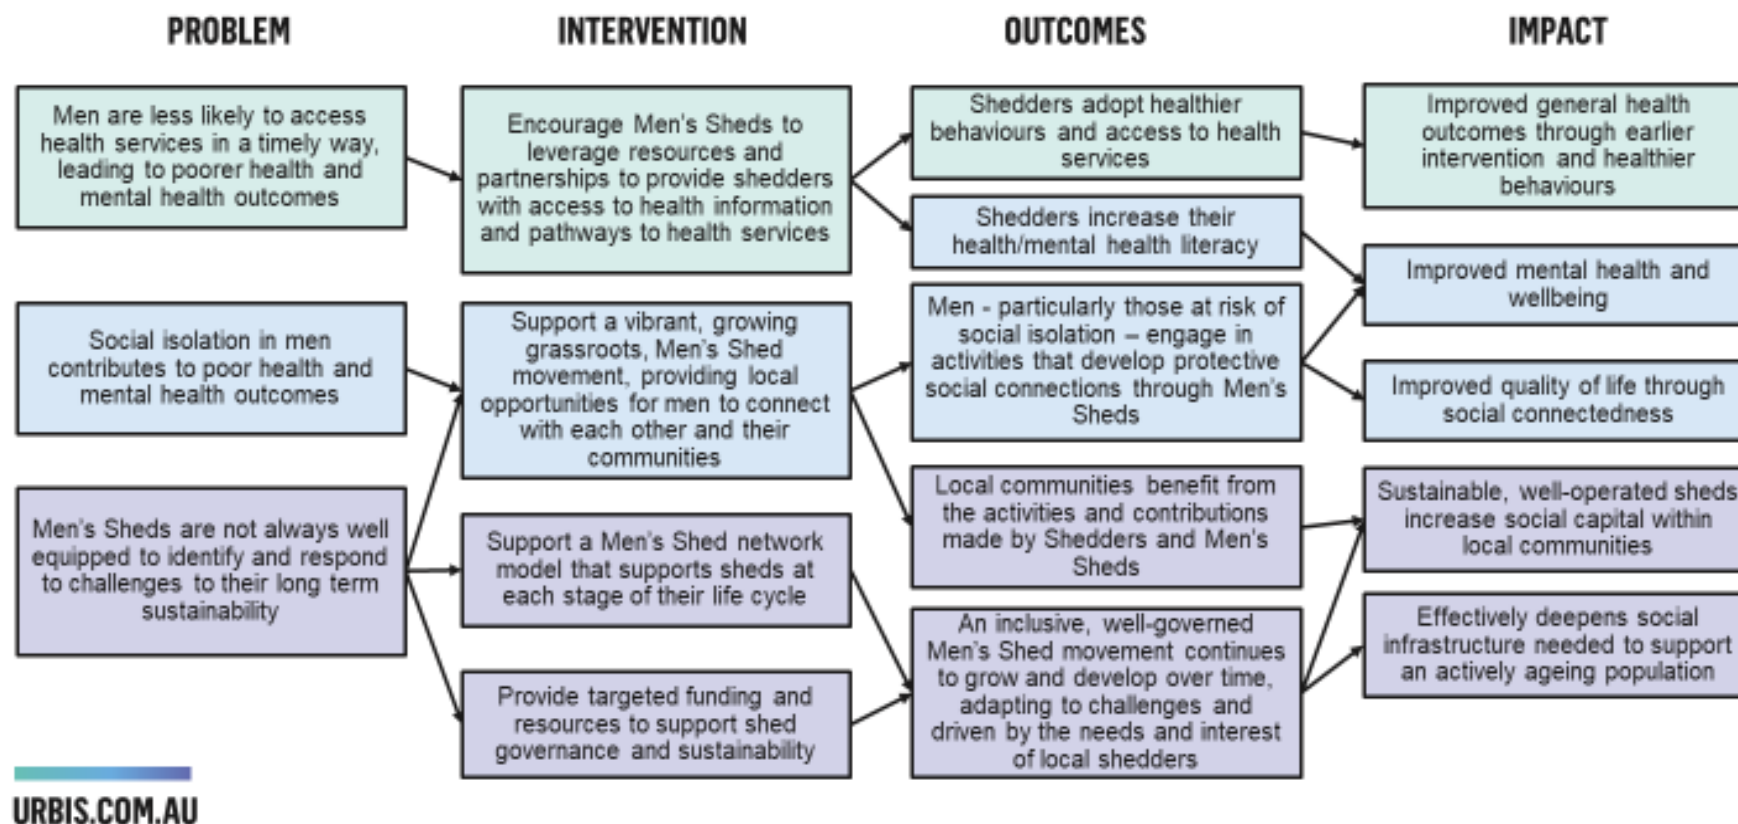 PROBLEM
INTERVENTION
OUTCOMES
IMPACT
Men are less likely to access
health services in a timely way,
leading to poorer health and
mental health outcomes
Social isolation in men
contributes to poor health and
mental health outcomes
Men's Sheds are not always well
equipped to identify and respond
to challenges to their long term
sustainability
Encourage Men's Sheds to
leverage resources and
partnerships to provide shedders
with access to health information
and pathways to health services
Support a vibrant, growing
grassroots, Men's Shed
movement, providing local
opportunities for men to connect
with each other and their
communities
Support a Men's Shed network
model that supports sheds at
each stage of their life cycle
Provide targeted funding and
resources to support shed
governance and sustainability
Shedders adopt healthier
behaviours and access to health
services
Shedders increase their
health/mental health literacy
Men - particularly those at risk of
social isolation – engage in
activities that develop protective
social connections through Men's
Sheds
Local communities benefit from
the activities and contributions
made by Shedders and Men's
Sheds
An inclusive, well-governed
Men's Shed movement continues
to grow and develop over time,
adapting to challenges and
driven by the needs and interest
of local shedders
Improved general health
outcomes through earlier
intervention and healthier
behaviours
Improved mental health and
wellbeing
Improved quality of life through
social connectedness
Sustainable, well-operated sheds
increase social capital within
local communities
Effectively deepens social
infrastructure needed to support
an actively ageing population
URBIS.COM.AU